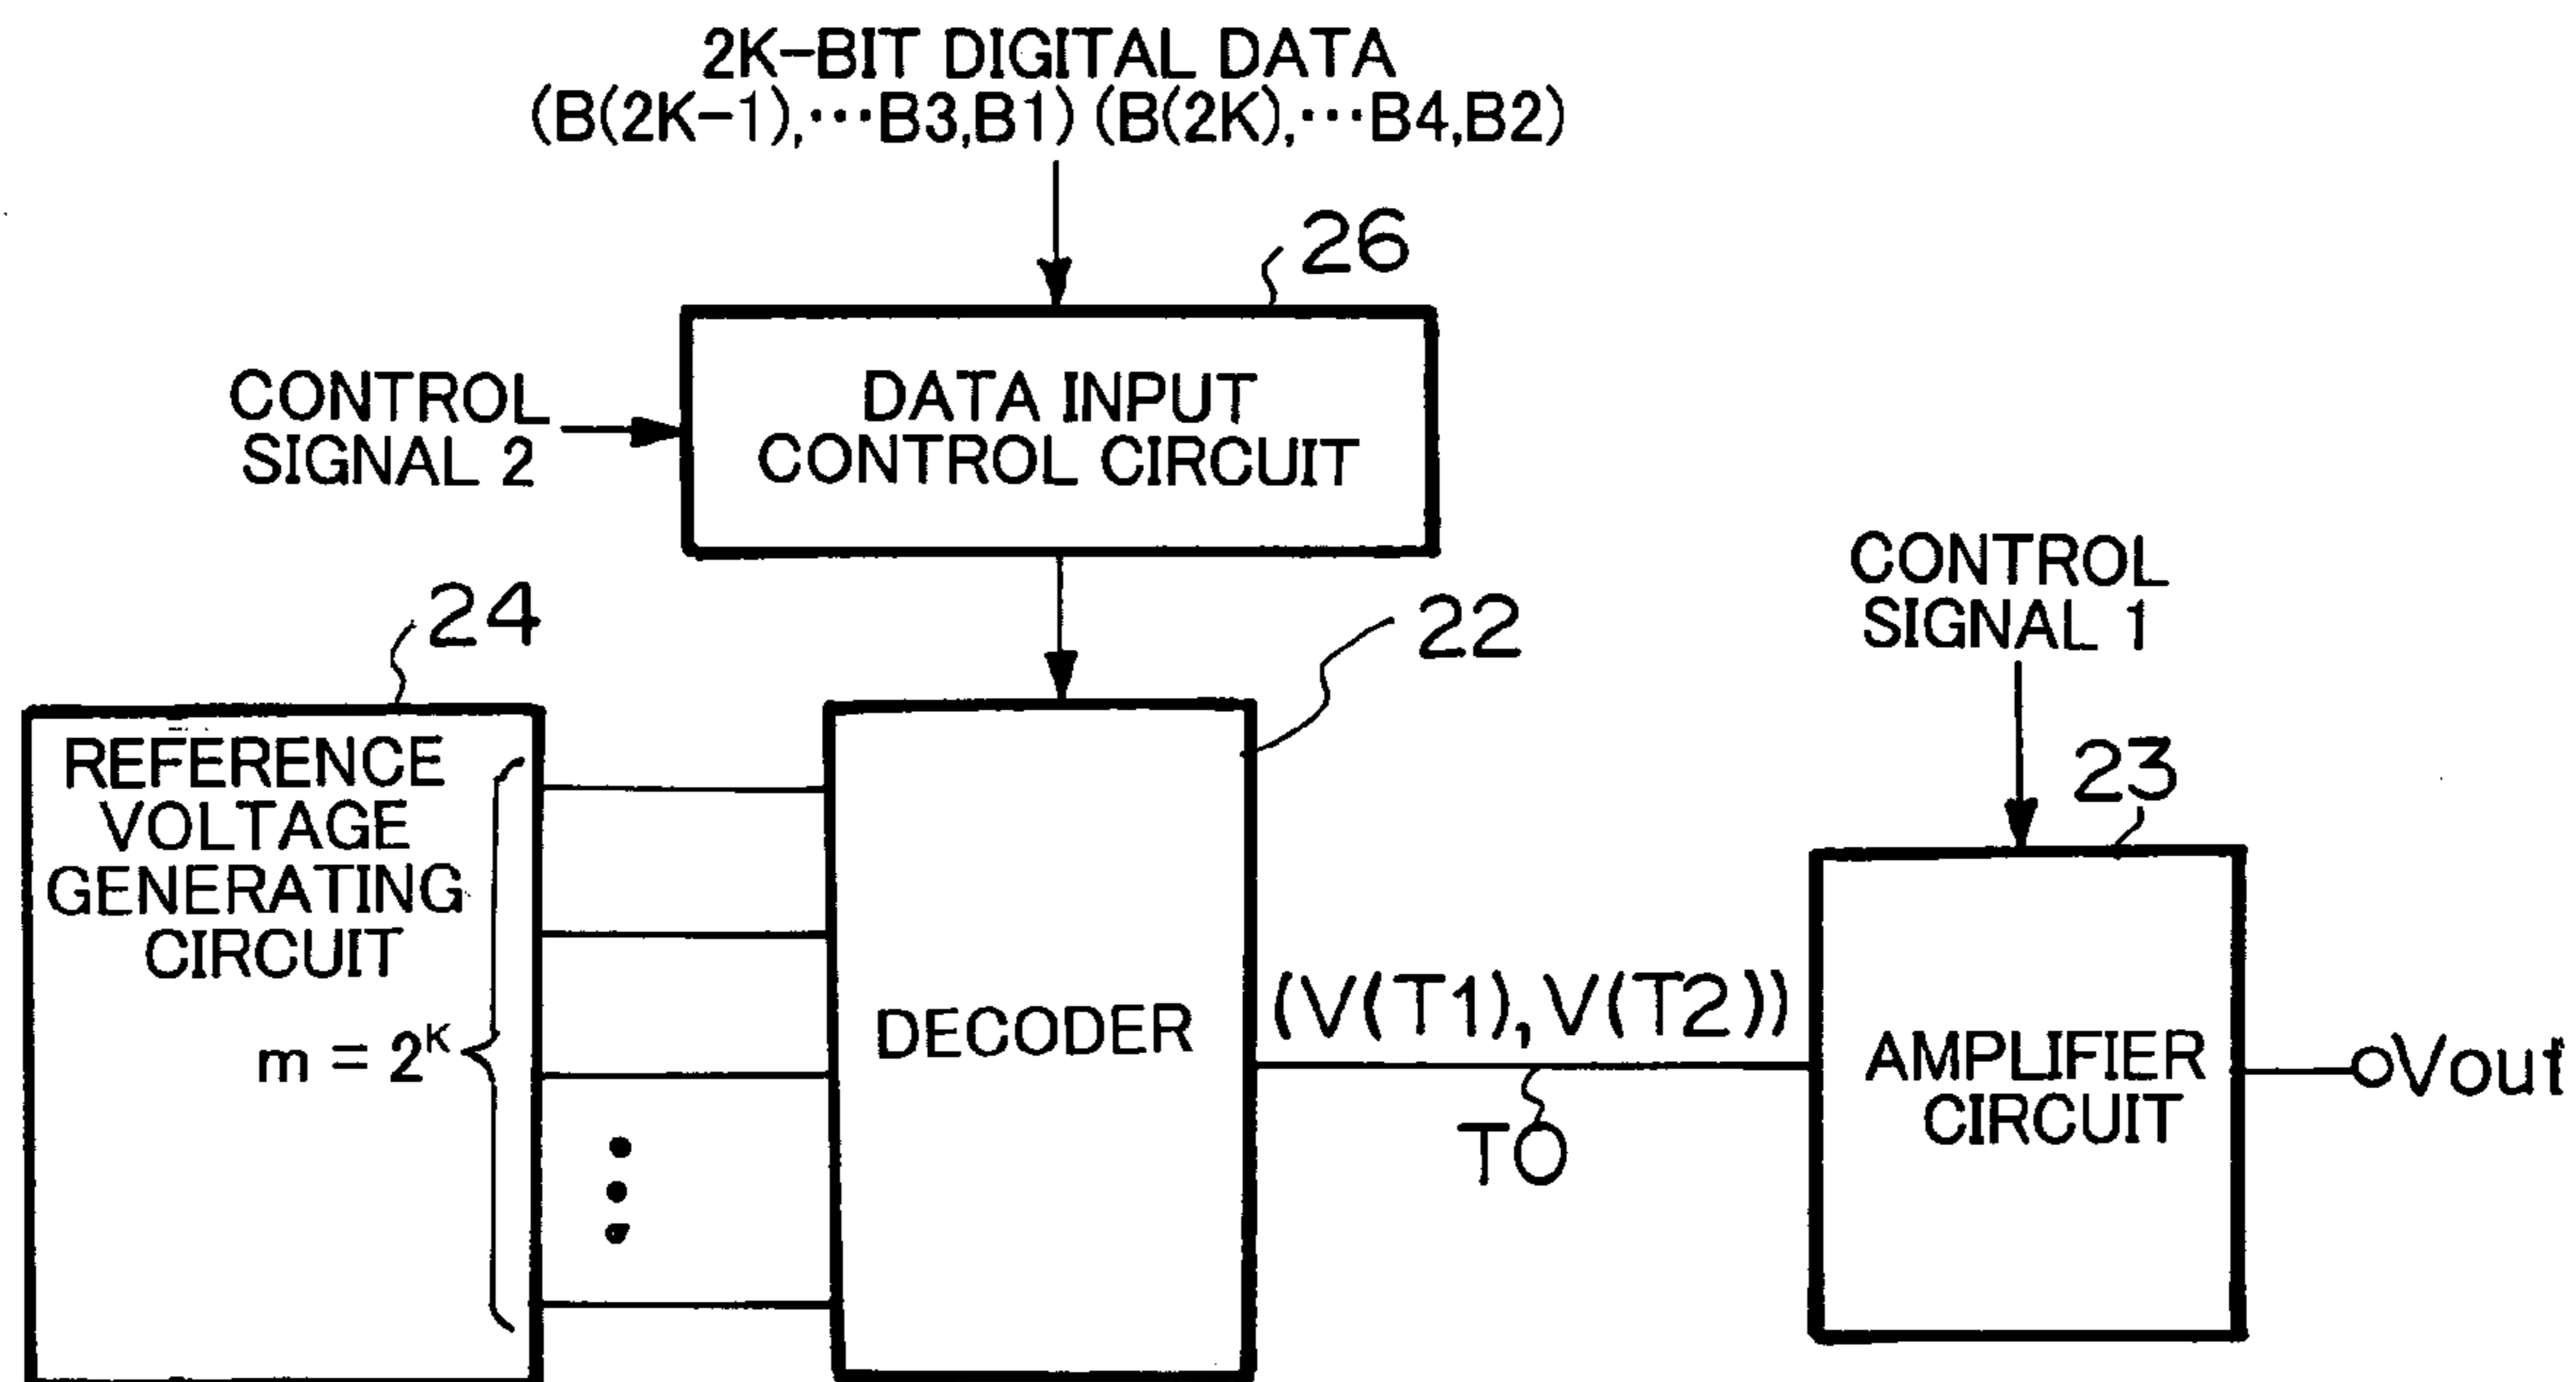 2K-BIT DIGITAL DATA
(B(2K-1),···B3,B1) (B(2K),···B4,B2)
26
CONTROL
SIGNAL 2
DATA INPUT
CONTROL CIRCUIT
24
22
CONTROL
SIGNAL 1
23
REFERENCE
VOLTAGE
GENERATING
CIRCUIT
m = 2^K
DECODER
(V(T1),V(T2))
TO
AMPLIFIER
CIRCUIT
Vout